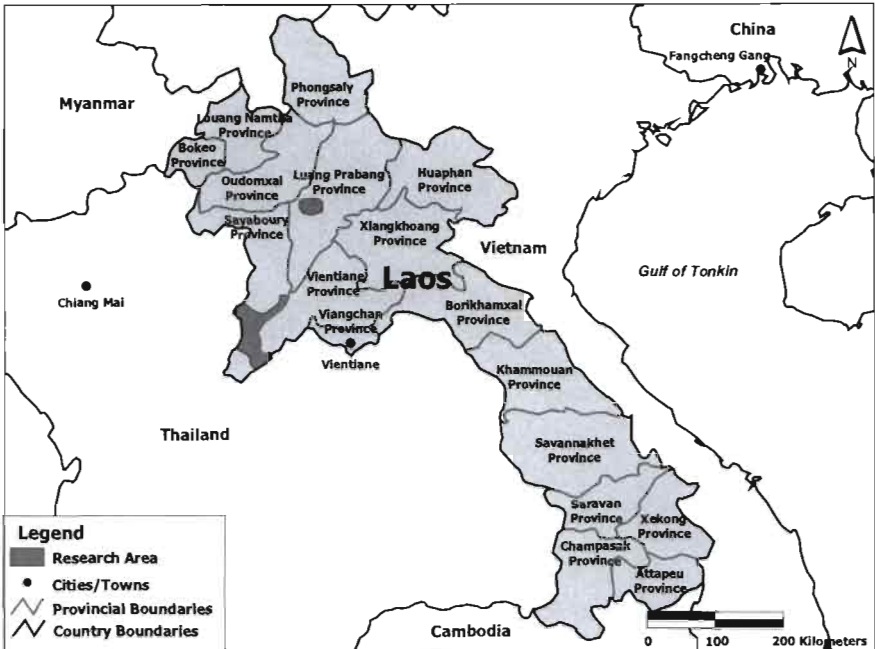 China
Fangcheng Gang
N
Myanmar
Phongsaly
Province
Louang Namtha
Province
Bokeo
Province
Luang Prabang
Province
Huaphan
Province
Oudomxal
Province
Sayaboury
Province
Xiangkhoang
Province
Vietnam
Gulf of Tonkin
Laos
Vientiane
Province
Chiang Mai
Borikhamxal
Province
Viangchan
Province
Vientiane
Khammouan
Province
Thailand
Savannakhet
Province
Saravan
Province
Xekong
Province
Champasak
Province
Attapeu
Province
Legend
Research Area
Cities/Towns
Provincial Boundaries
Country Boundaries
Cambodia
0 100 200 Kilometers